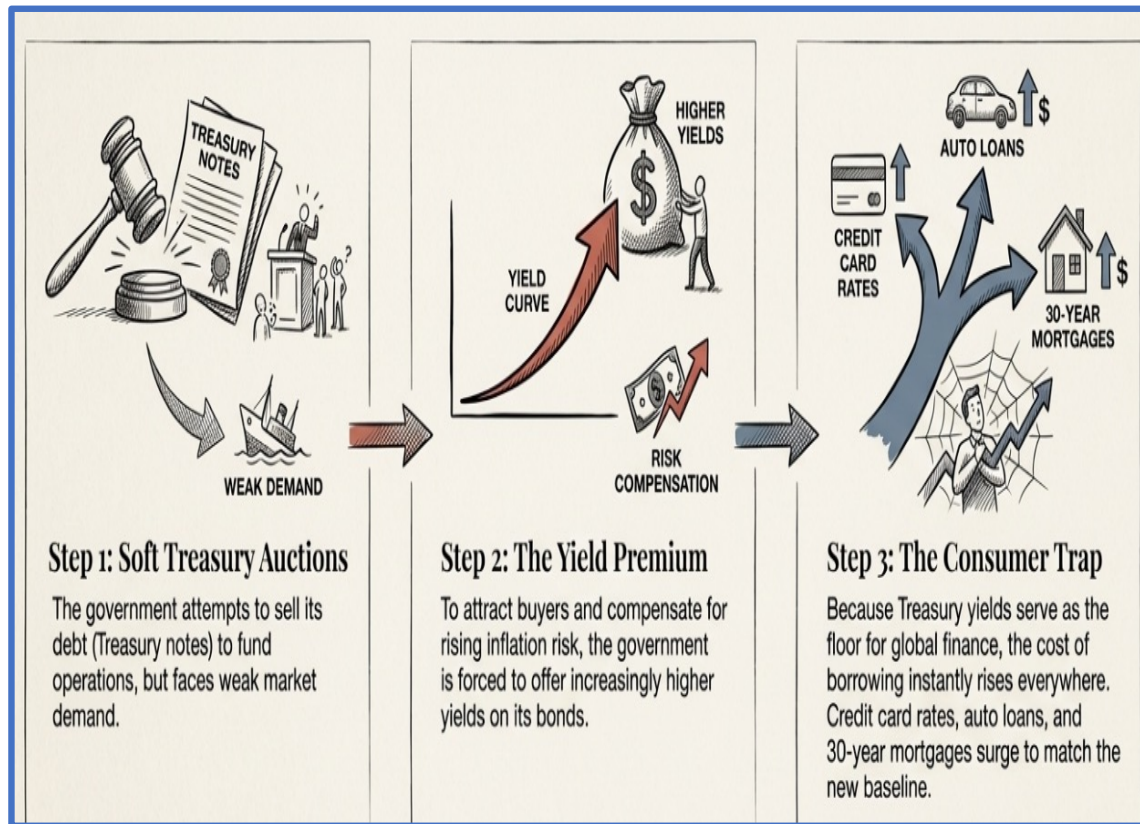 TREASURY
NOTES
WEAK DEMAND
Step 1: Soft Treasury Auctions
The government attempts to sell its
debt (Treasury notes) to fund
operations, but faces weak market
demand.
HIGHER
YIELDS
$
YIELD
CURVE
$
RISK
COMPENSATION
Step 2: The Yield Premium
To attract buyers and compensate for
rising inflation risk, the government
is forced to offer increasingly higher
yields on its bonds.
$
AUTO LOANS
CREDIT
CARD
RATES
$
30-YEAR
MORTGAGES
Step 3: The Consumer Trap
Because Treasury yields serve as the
floor for global finance, the cost of
borrowing instantly rises everywhere.
Credit card rates, auto loans, and
30-year mortgages surge to match the
new baseline.